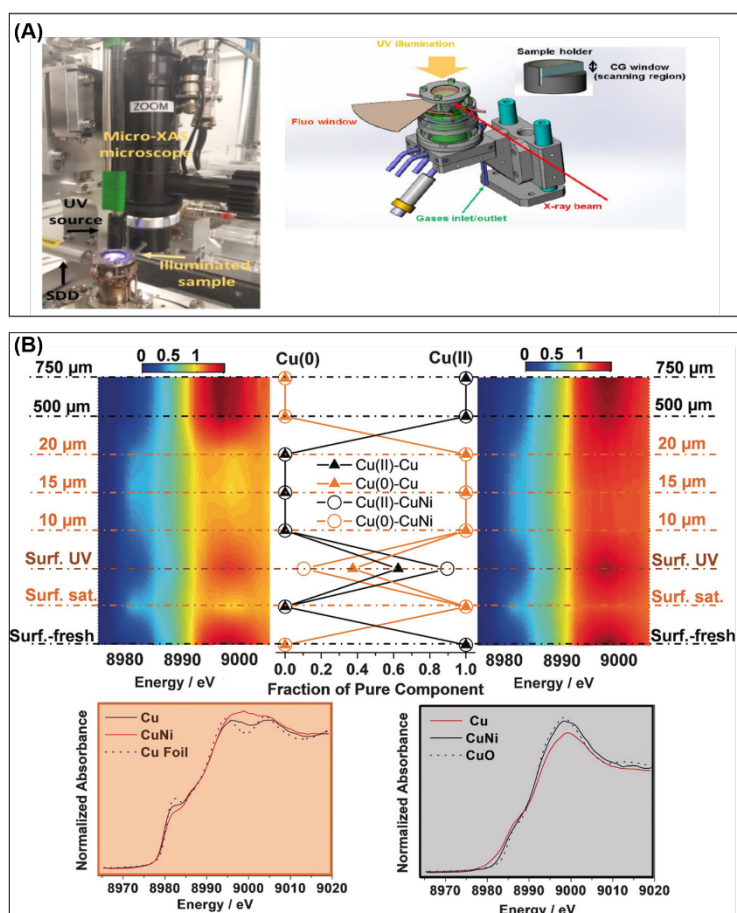 (A)
ZOOM
Micro-XAS
microscope
UV
source
Illuminated
sample
SDD
UV illumination
Sample holder
CG window
(scanning region)
Fluo window
X-ray beam
Gases inlet/outlet
(B)
0 0.5 1
Cu(0)
Cu(II)
0 0.5 1
750 µm
750 µm
500 µm
500 µm
20 µm
20 µm
15 µm
15 µm
10 µm
10 µm
Surf. UV
Surf. UV
Surf. sat.
Surf. sat.
Surf.-fresh
Surf.-fresh
Cu(II)-Cu
Cu(0)-Cu
Cu(II)-CuNi
Cu(0)-CuNi
8980 8990 9000
0.0 0.2 0.4 0.6 0.8 1.0
8980 8990 9000
Energy / eV
Fraction of Pure Component
Energy / eV
Normalized Absorbance
Cu
CuNi
Cu Foil
8970 8980 8990 9000 9010 9020
Energy / eV
Normalized Absorbance
Cu
CuNi
CuO
8970 8980 8990 9000 9010 9020
Energy / eV